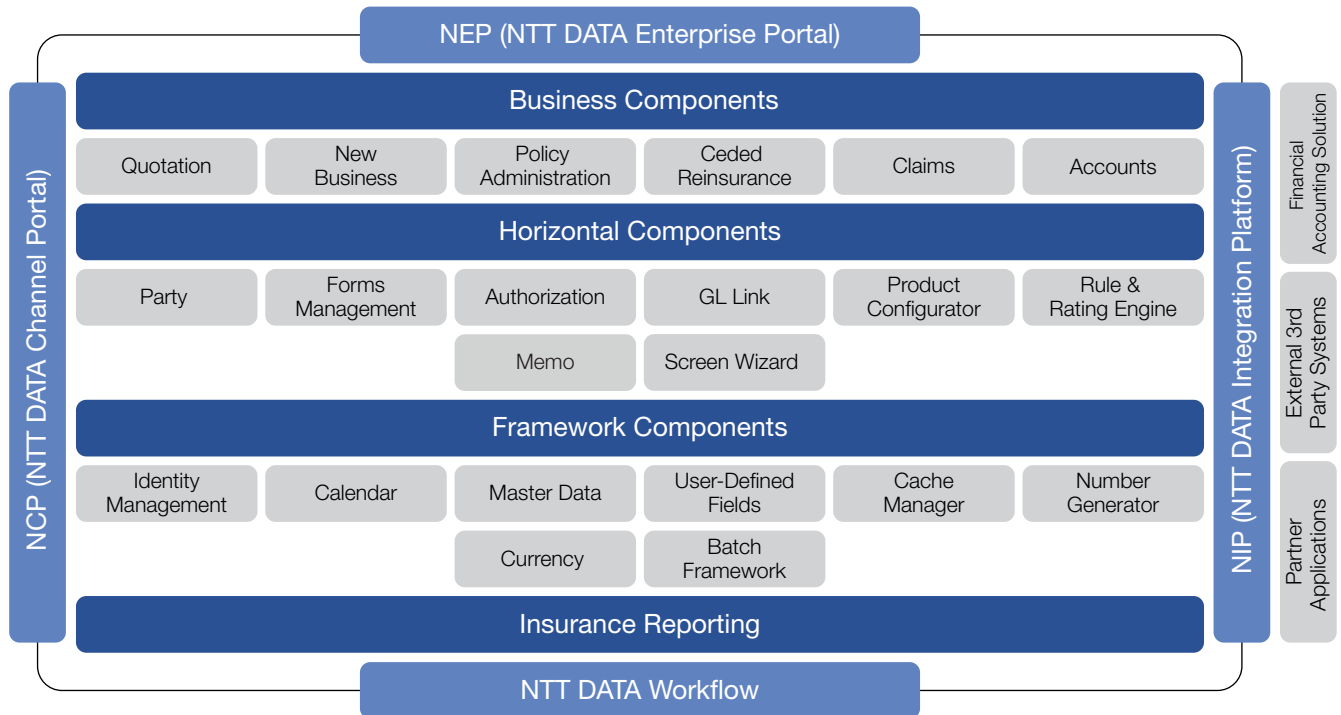 NEP (NTT DATA Enterprise Portal)
NCP (NTT DATA Channel Portal)
Business Components
Quotation
New
Business
Policy
Administration
Ceded
Reinsurance
Claims
Accounts
Horizontal Components
Party
Forms
Management
Authorization
GL Link
Product
Configurator
Rule &
Rating Engine
Memo
Screen Wizard
Framework Components
Identity
Management
Calendar
Master Data
User-Defined
Fields
Cache
Manager
Number
Generator
Currency
Batch
Framework
Insurance Reporting
NTT DATA Workflow
NIP (NTT DATA Integration Platform)
Financial
Accounting Solution
External 3rd
Party Systems
Partner
Applications